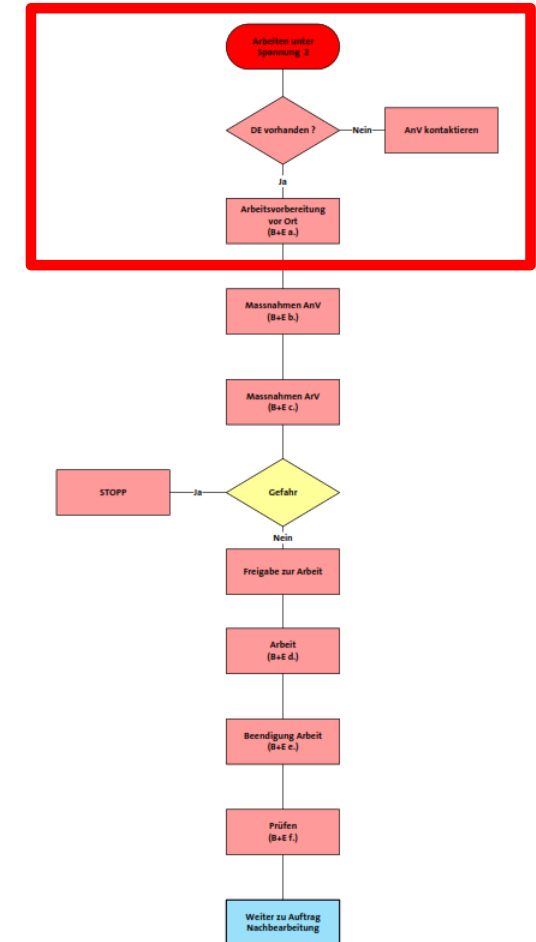 Arbeiten unter
Spannung 2
DE vorhanden ?
Nein
AnV kontaktieren
Ja
Arbeitsvorbereitung
vor Ort
(B+E a.)
Massnahmen AnV
(B+E b.)
Massnahmen ArV
(B+E c.)
STOPP
Ja
Gefahr
Nein
Freigabe zur Arbeit
Arbeit
(B+E d.)
Beendigung Arbeit
(B+E e.)
Prüfen
(B+E f.)
Weiter zu Auftrag
Nachbearbeitung